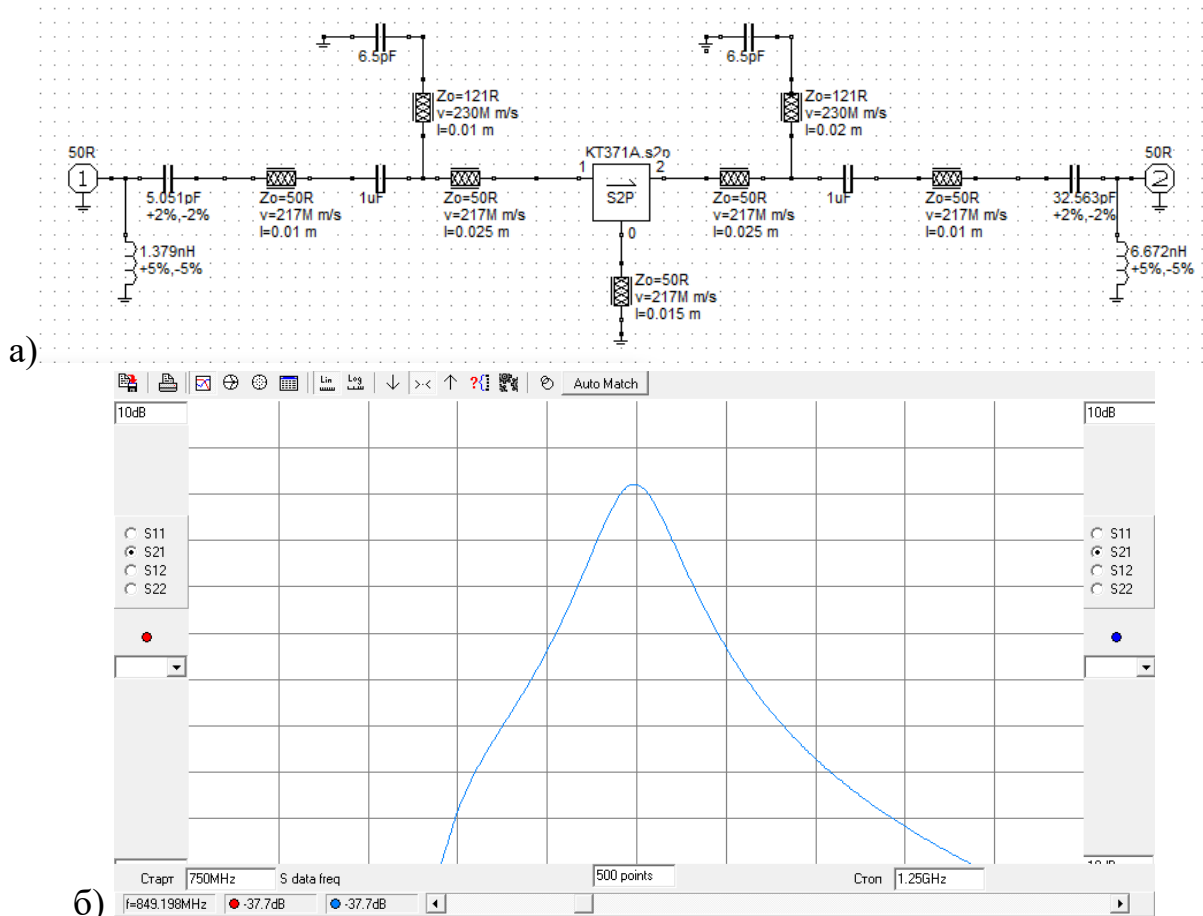 6.5pF
6.5pF
Zo=121R
v=230M m/s
l=0.01 m
Zo=121R
v=230M m/s
l=0.02 m
50R
1
5.051pF
+2%,-2%
Zo=50R
v=217M m/s
l=0.01 m
1uF
Zo=50R
v=217M m/s
l=0.025 m
KT371A.s2p
1
2
S2P
0
Zo=50R
v=217M m/s
l=0.025 m
1uF
Zo=50R
v=217M m/s
l=0.01 m
32.563pF
+2%,-2%
50R
2
1.379nH
+5%,-5%
Zo=50R
v=217M m/s
l=0.015 m
6.672nH
+5%,-5%
а)
Lin
Log
Auto Match
10dB
10dB
S11
S21
S12
S22
S11
S21
S12
S22
Старт
750MHz
S data freq
500 points
Стоп
1.25GHz
б)
f=849.198MHz
-37.7dB
-37.7dB